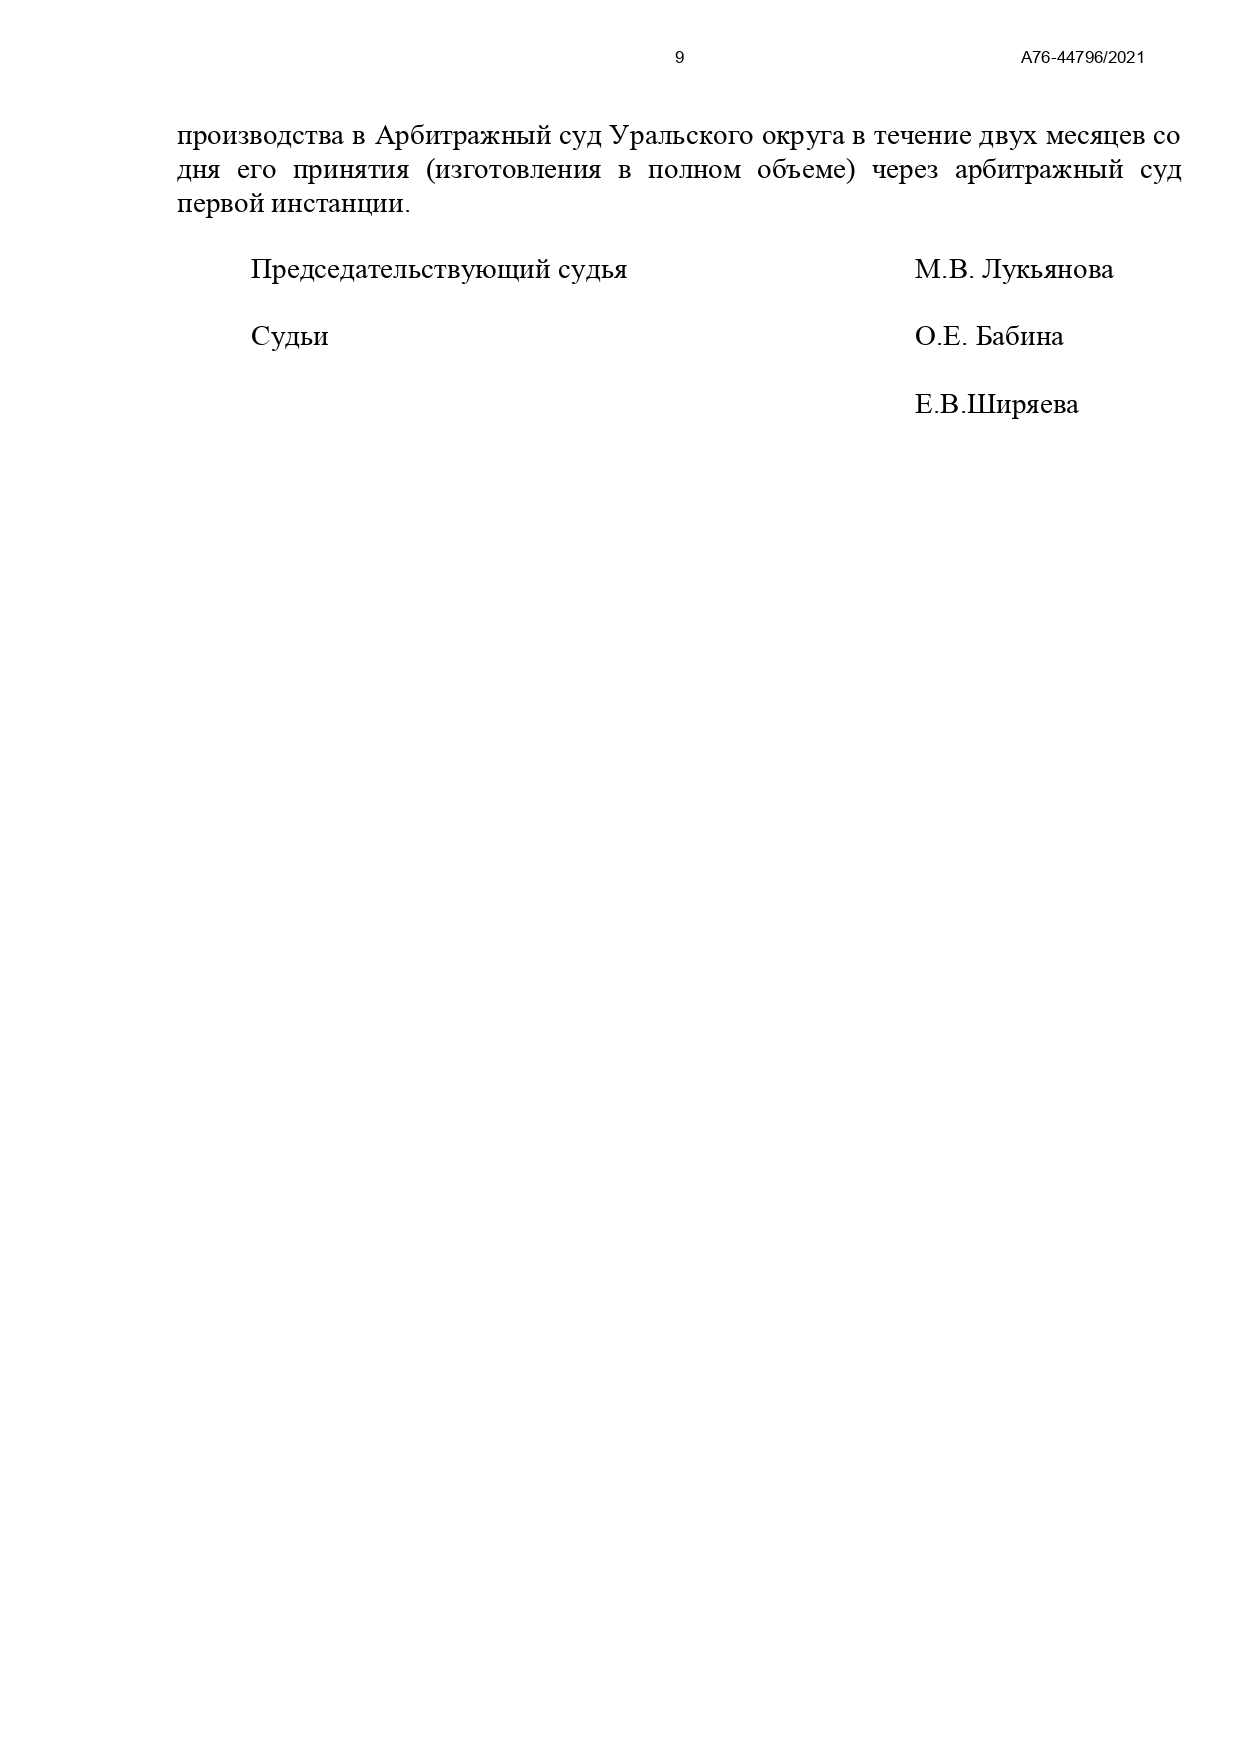 9 А76-44796/2021
производства в Арбитражный суд Уральского округа в течение двух месяцев со
дня его принятия (изготовления в полном объеме) через арбитражный суд
первой инстанции.
Председательствующий судья М.В. Лукьянова
Судьи О.Е. Бабина
Е.В.Ширяева